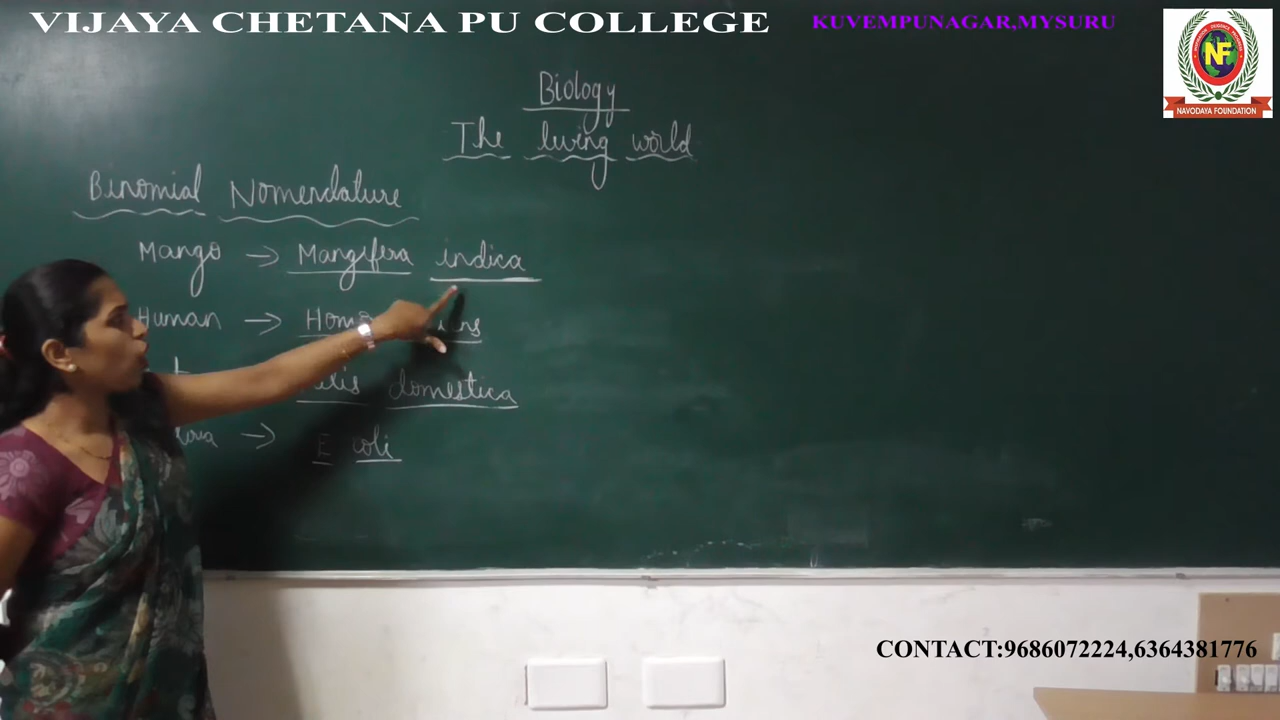 VIJAYA CHETANA PU COLLEGE
KUVEMPUNAGAR,MYSURU
NF
NAVODAYA FOUNDATION
Biology
The living world
Binomial Nomenclature
Mango → Mangifera indica
Human → Homo
domestica
→ E coli
CONTACT:9686072224,6364381776